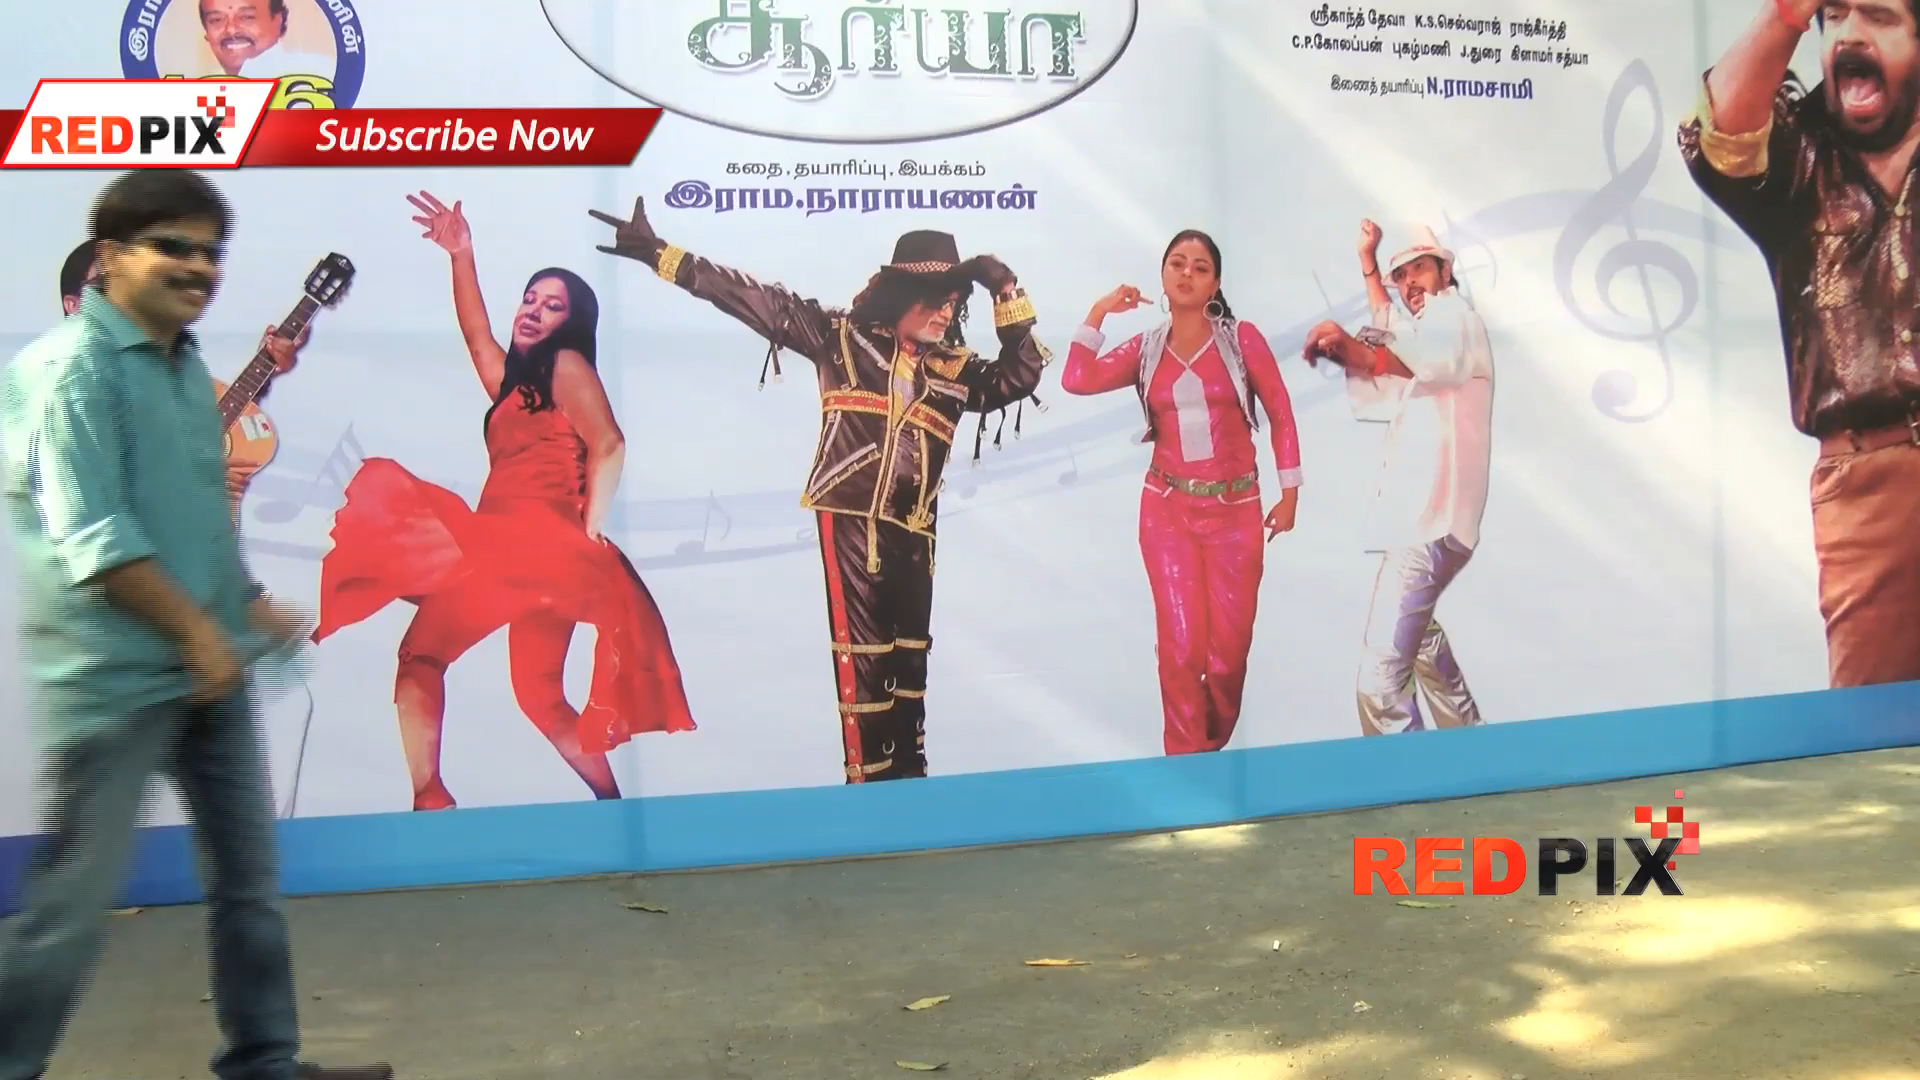 ஆர்யா
ஸ்ரீகாந்த் தேவா K.S.செல்வராஜ் ராஜ்கீர்த்தி
C.P.கோலப்பன் புகழ்மணி J.துரை கிளாமர் சத்யா
இணைத் தயாரிப்பு N.ராமசாமி
REDPIX
Subscribe Now
கதை, தயாரிப்பு, இயக்கம்
இராம.நாராயணன்
REDPIX